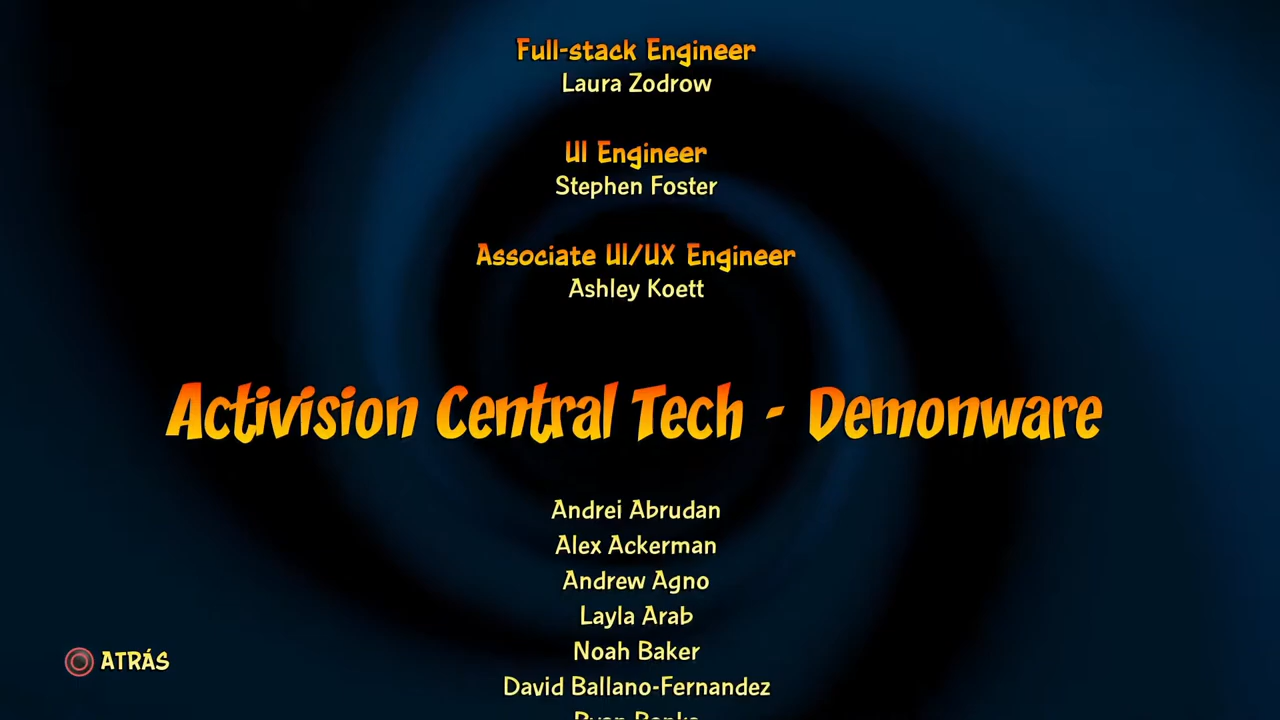 Full-stack Engineer
Laura Zodrow
UI Engineer
Stephen Foster
Associate UI/UX Engineer
Ashley Koett
Activision Central Tech - Demonware
Andrei Abrudan
Alex Ackerman
Andrew Agno
Layla Arab
Noah Baker
ATRÁS
David Ballano-Fernandez